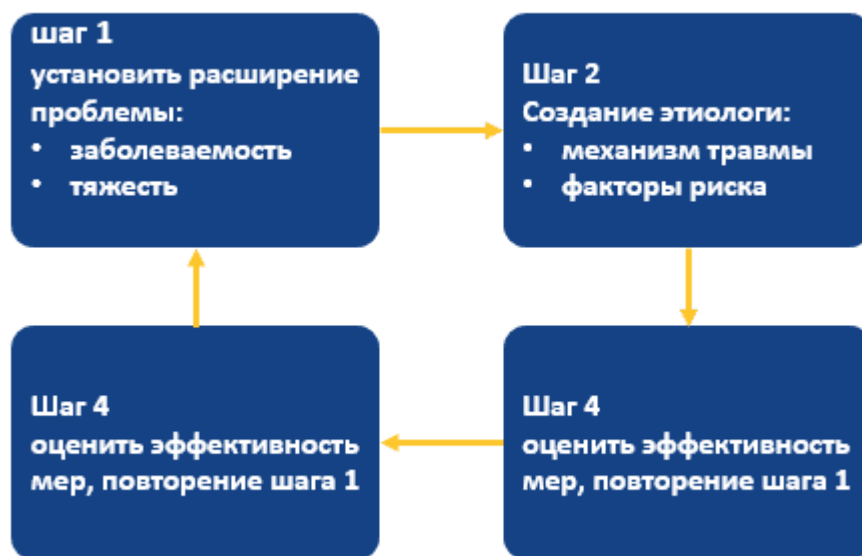 шаг 1
установить расширение
проблемы:
• заболеваемость
• тяжесть
Шаг 2
Создание этиологи:
• механизм травмы
• факторы риска
Шаг 4
оценить эффективность
мер, повторение шага 1
Шаг 4
оценить эффективность
мер, повторение шага 1